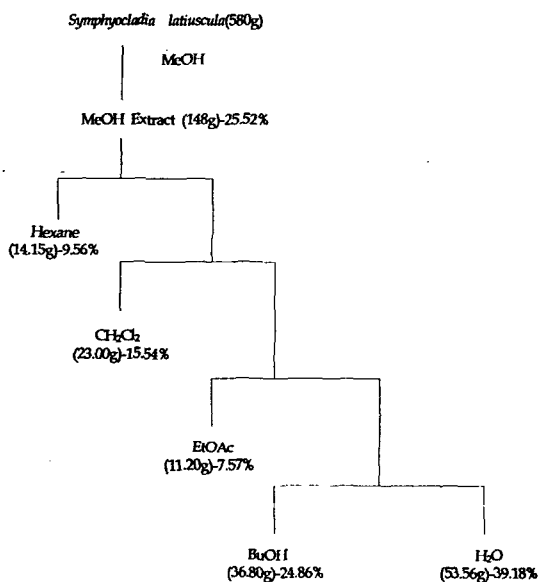 Symphyocladia latiuscula(580g)
MeOH
MeOH Extract (148g)-25.52%
Hexane
(14.15g)-9.56%
CH₂Cl₂
(23.00g)-15.54%
EtOAc
(11.20g)-7.57%
BuOH
(36.80g)-24.86%
H₂O
(53.56g)-39.18%